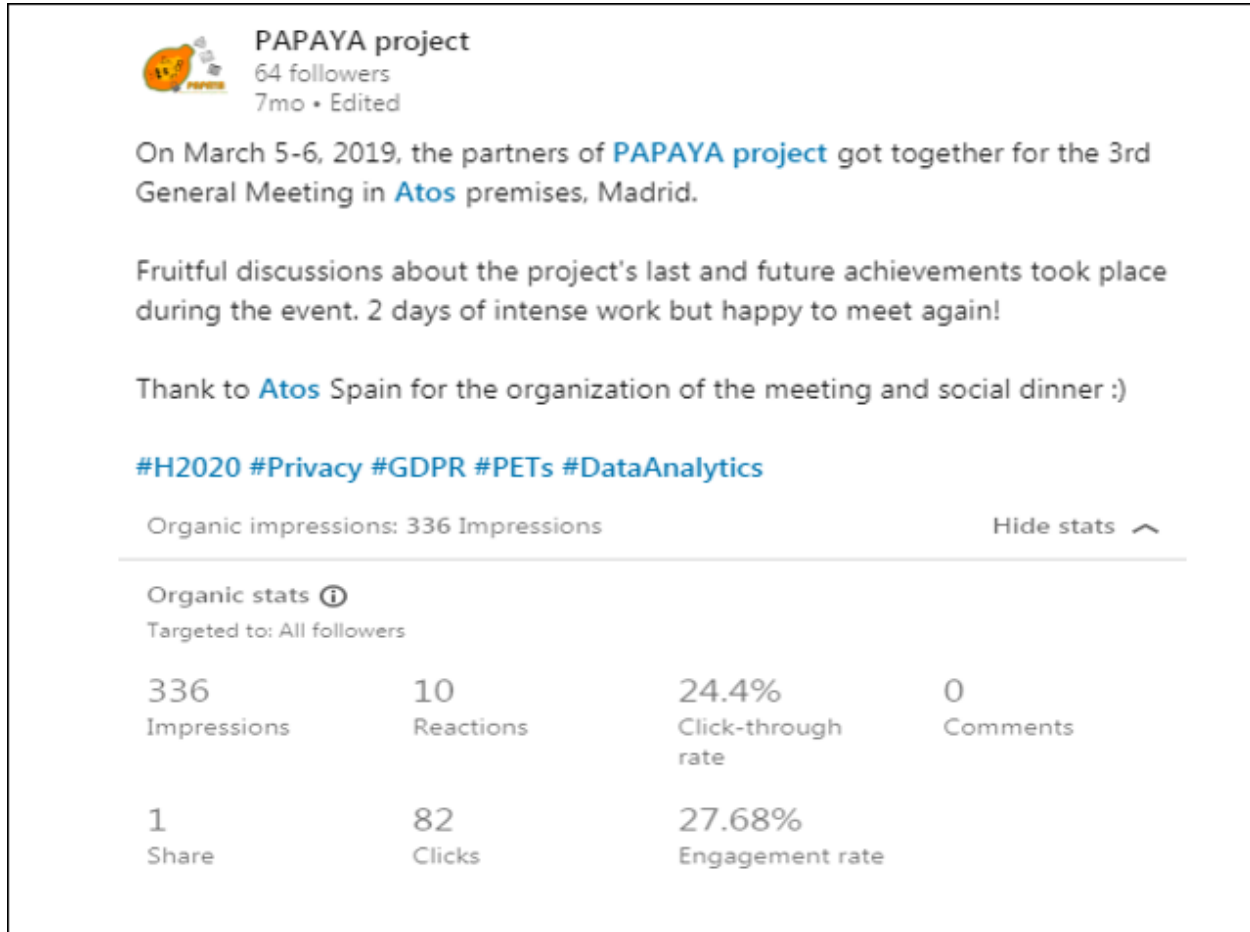 PAPAYA
PAPAYA project
64 followers
7mo • Edited
On March 5-6, 2019, the partners of PAPAYA project got together for the 3rd
General Meeting in Atos premises, Madrid.
Fruitful discussions about the project's last and future achievements took place
during the event. 2 days of intense work but happy to meet again!
Thank to Atos Spain for the organization of the meeting and social dinner :)
#H2020 #Privacy #GDPR #PETs #DataAnalytics
Organic impressions: 336 Impressions Hide stats
Organic stats
Targeted to: All followers
336 10 24.4% 0
Impressions Reactions Click-through Comments
rate
1 82 27.68%
Share Clicks Engagement rate